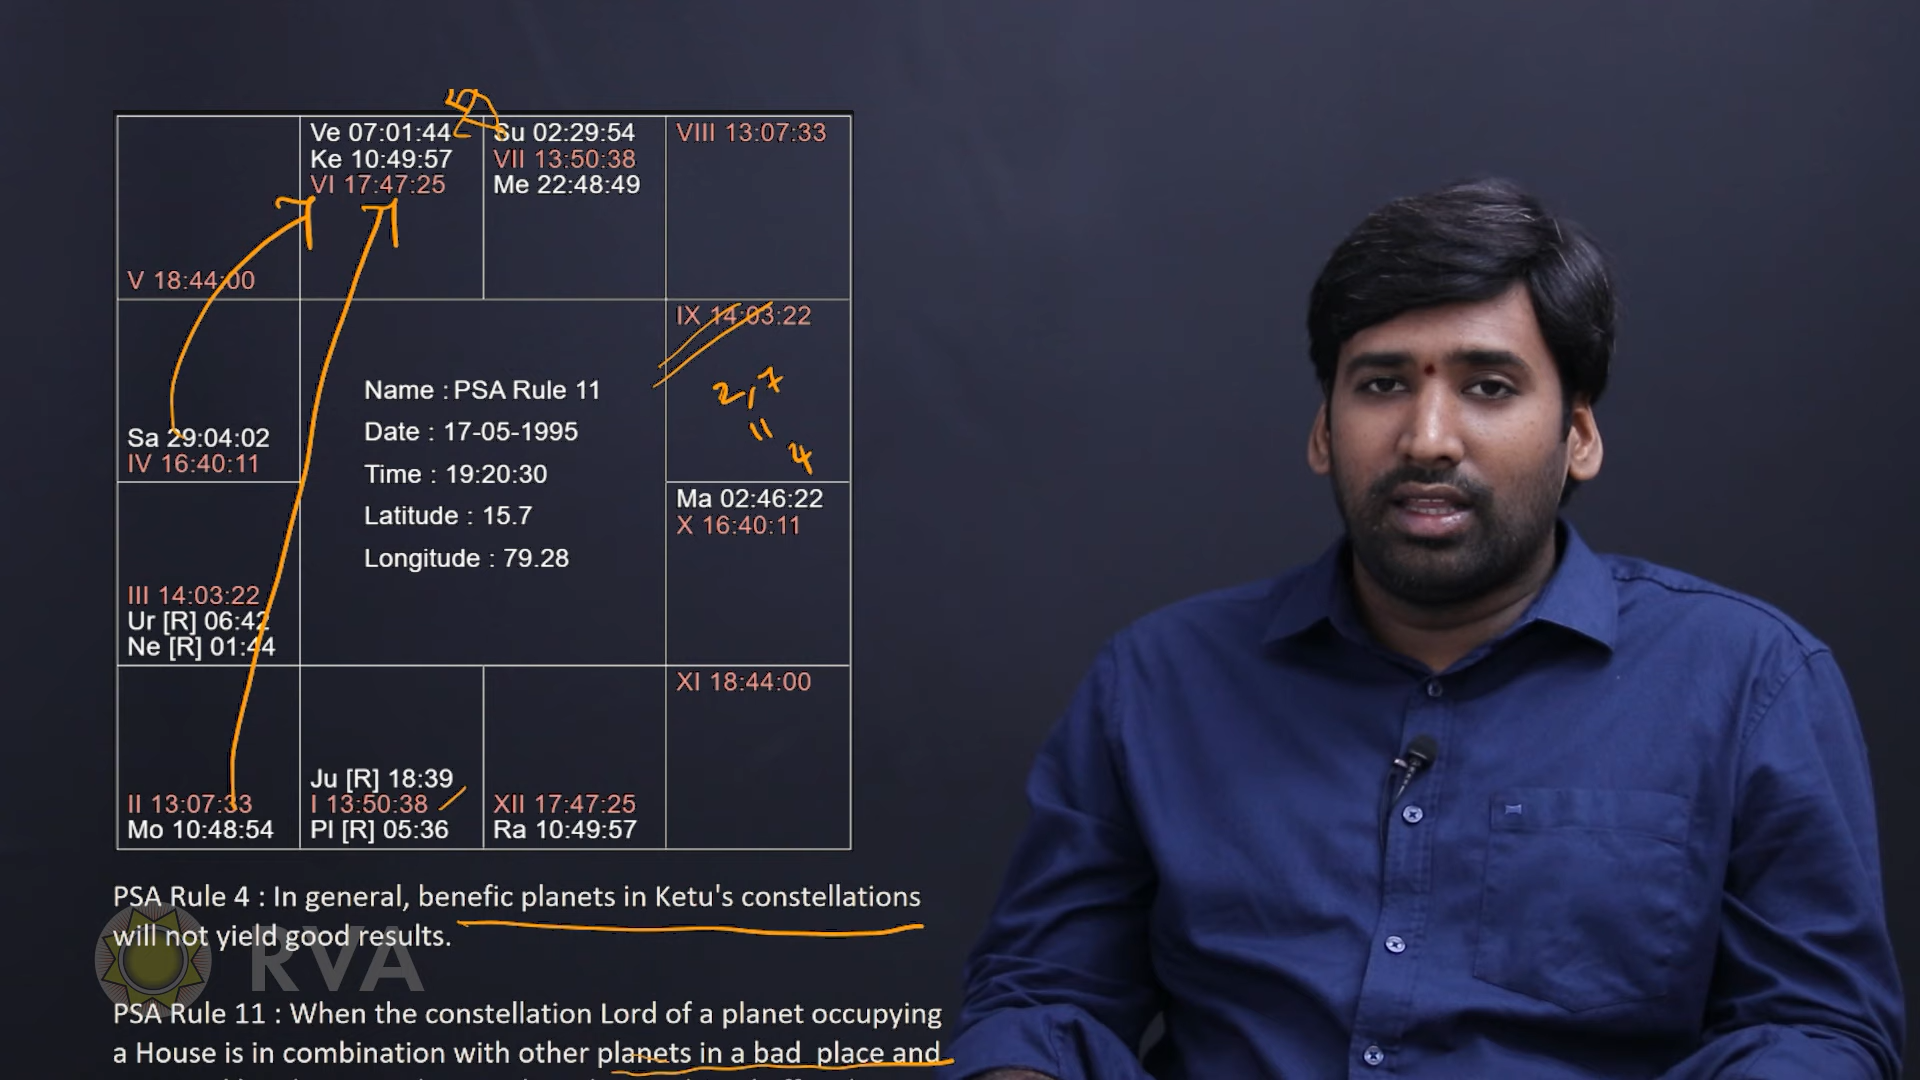 Ve 07:01:44
Ke 10:49:57
VI 17:47:25
Su 02:29:54
VII 13:50:38
Me 22:48:49
VIII 13:07:33
V 18:44:00
IX 14:03:22
2, 7
11
4
Sa 29:04:02
IV 16:40:11
Name : PSA Rule 11
Date : 17-05-1995
Time : 19:20:30
Latitude : 15.7
Longitude : 79.28
Ma 02:46:22
X 16:40:11
III 14:03:22
Ur [R] 06:42
Ne [R] 01:44
XI 18:44:00
II 13:07:33
Mo 10:48:54
Ju [R] 18:39
I 13:50:38
Pl [R] 05:36
XII 17:47:25
Ra 10:49:57
PSA Rule 4 : In general, benefic planets in Ketu's constellations
will not yield good results.
RVA
PSA Rule 11 : When the constellation Lord of a planet occupying
a House is in combination with other planets in a bad place and